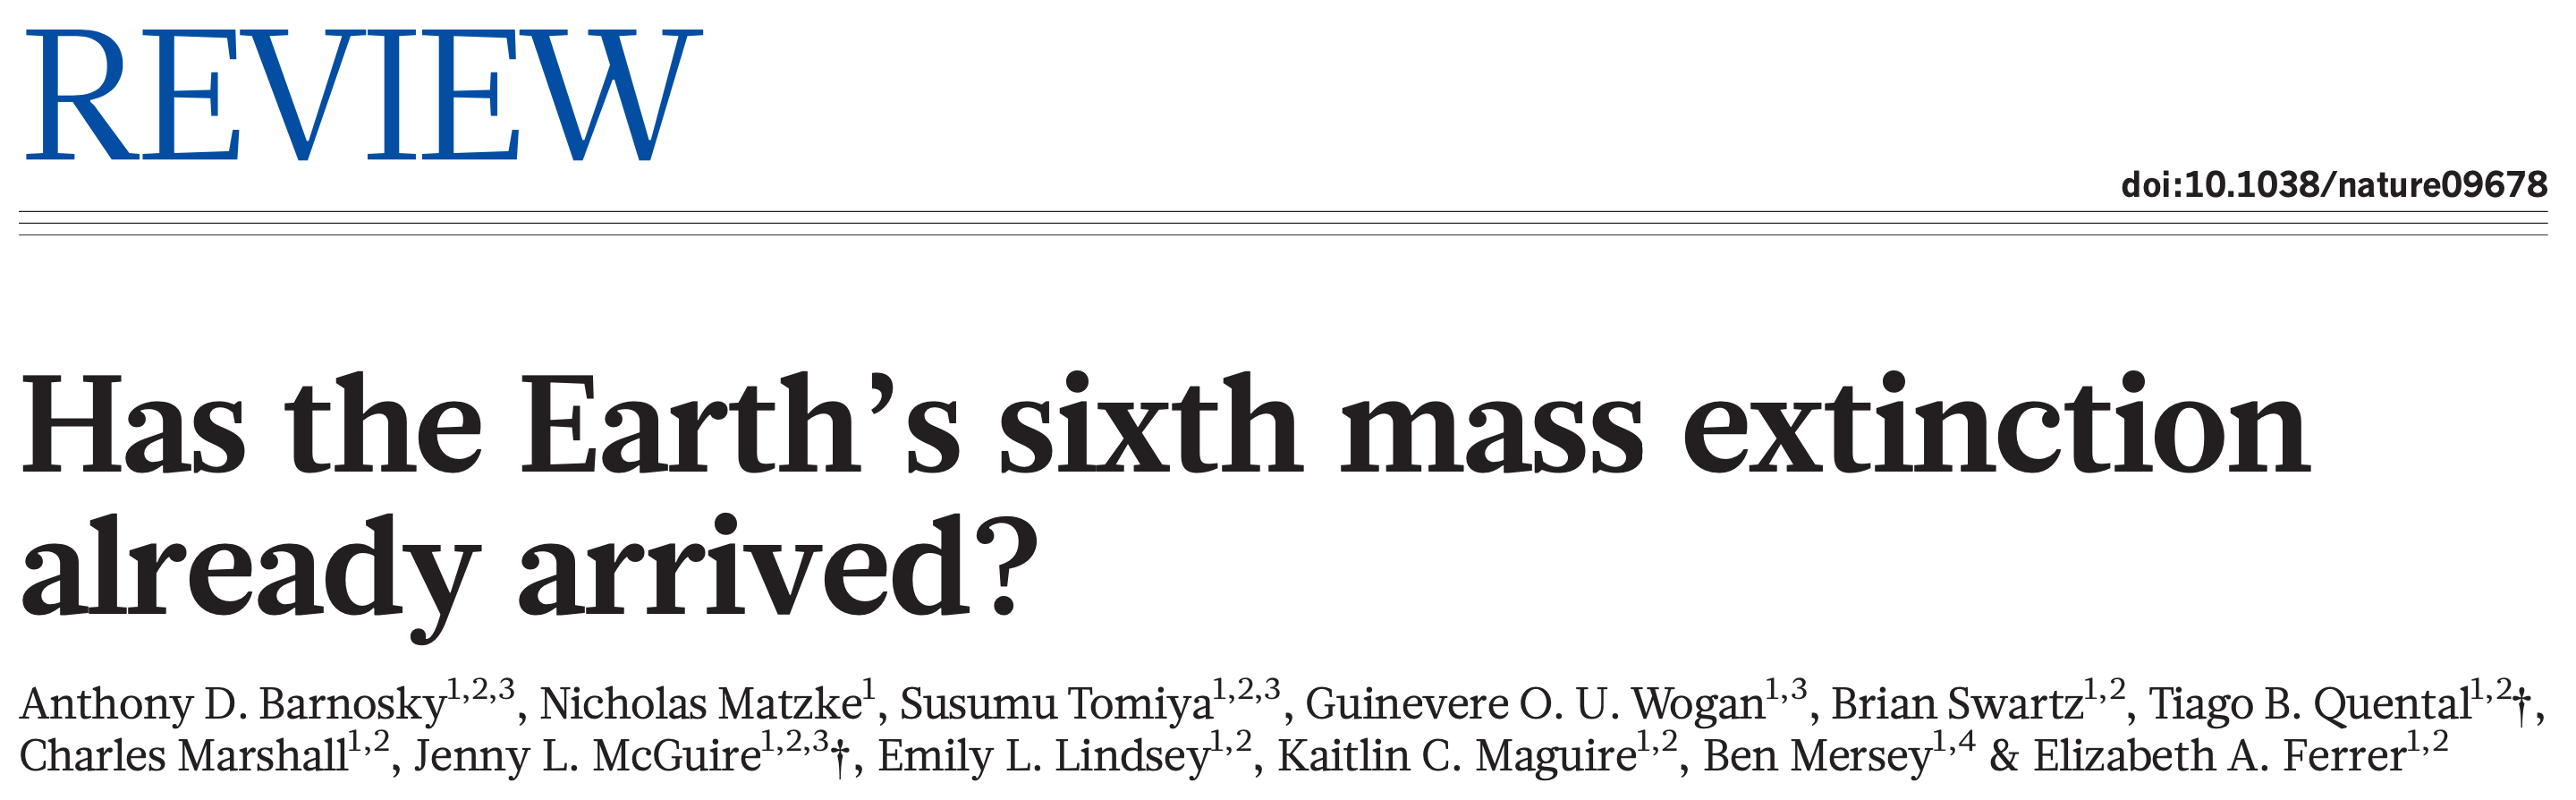 REVIEW
doi:10.1038/nature09678
Has the Earth’s sixth mass extinction
already arrived?
Anthony D. Barnosky1,2,3, Nicholas Matzke1, Susumu Tomiya1,2,3, Guinevere O. U. Wogan1,3, Brian Swartz1,2, Tiago B. Quental1,2†,
Charles Marshall1,2, Jenny L. McGuire1,2,3†, Emily L. Lindsey1,2, Kaitlin C. Maguire1,2, Ben Mersey1,4 & Elizabeth A. Ferrer1,2